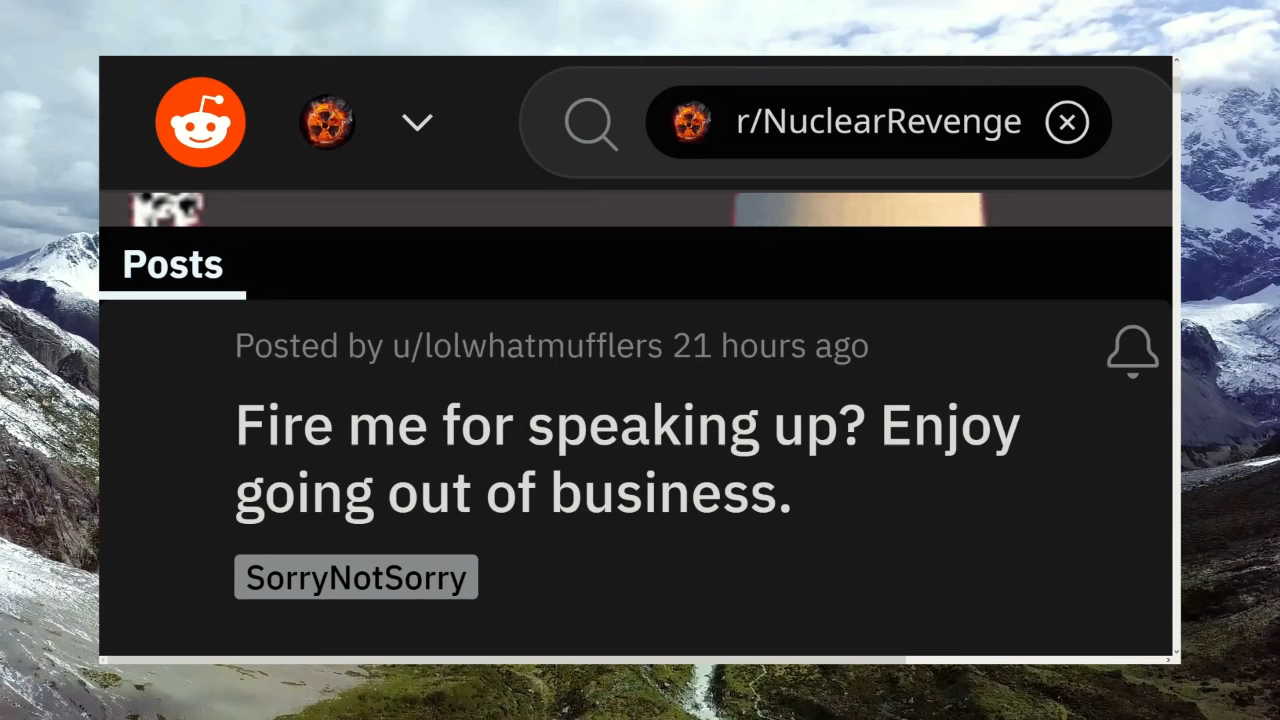 r/NuclearRevenge
Posts
Posted by u/lolwhatmufflers 21 hours ago
Fire me for speaking up? Enjoy
going out of business.
SorryNotSorry